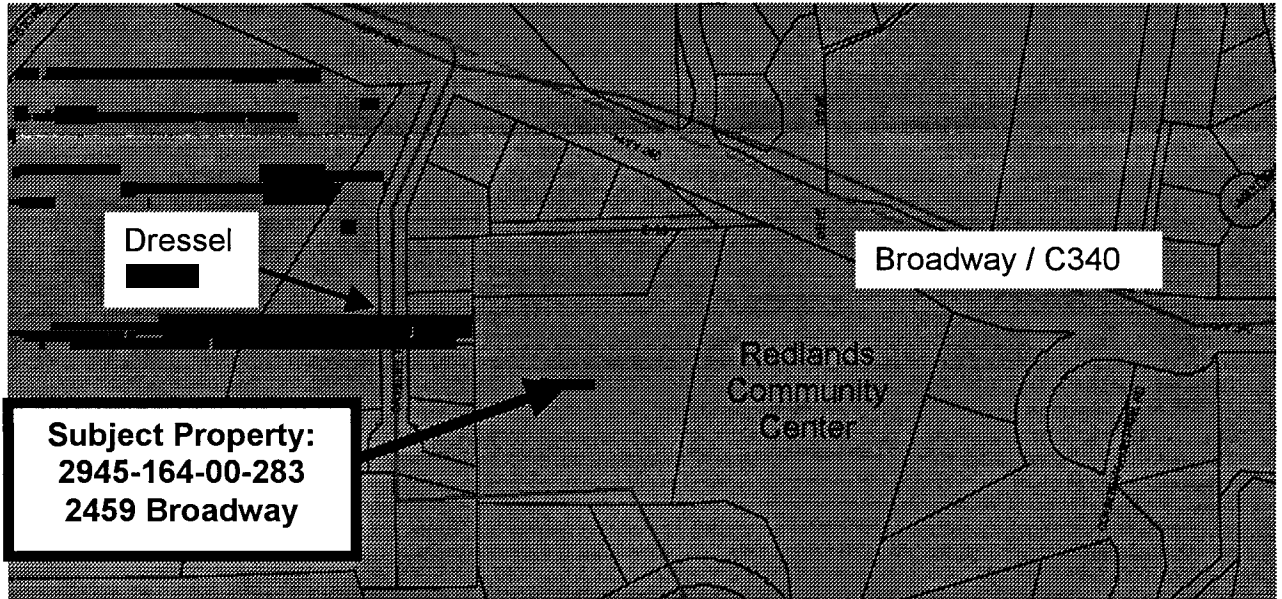 Dressel
Broadway / C340
Redlands
Community
Center
Subject Property:
2945-164-00-283
2459 Broadway